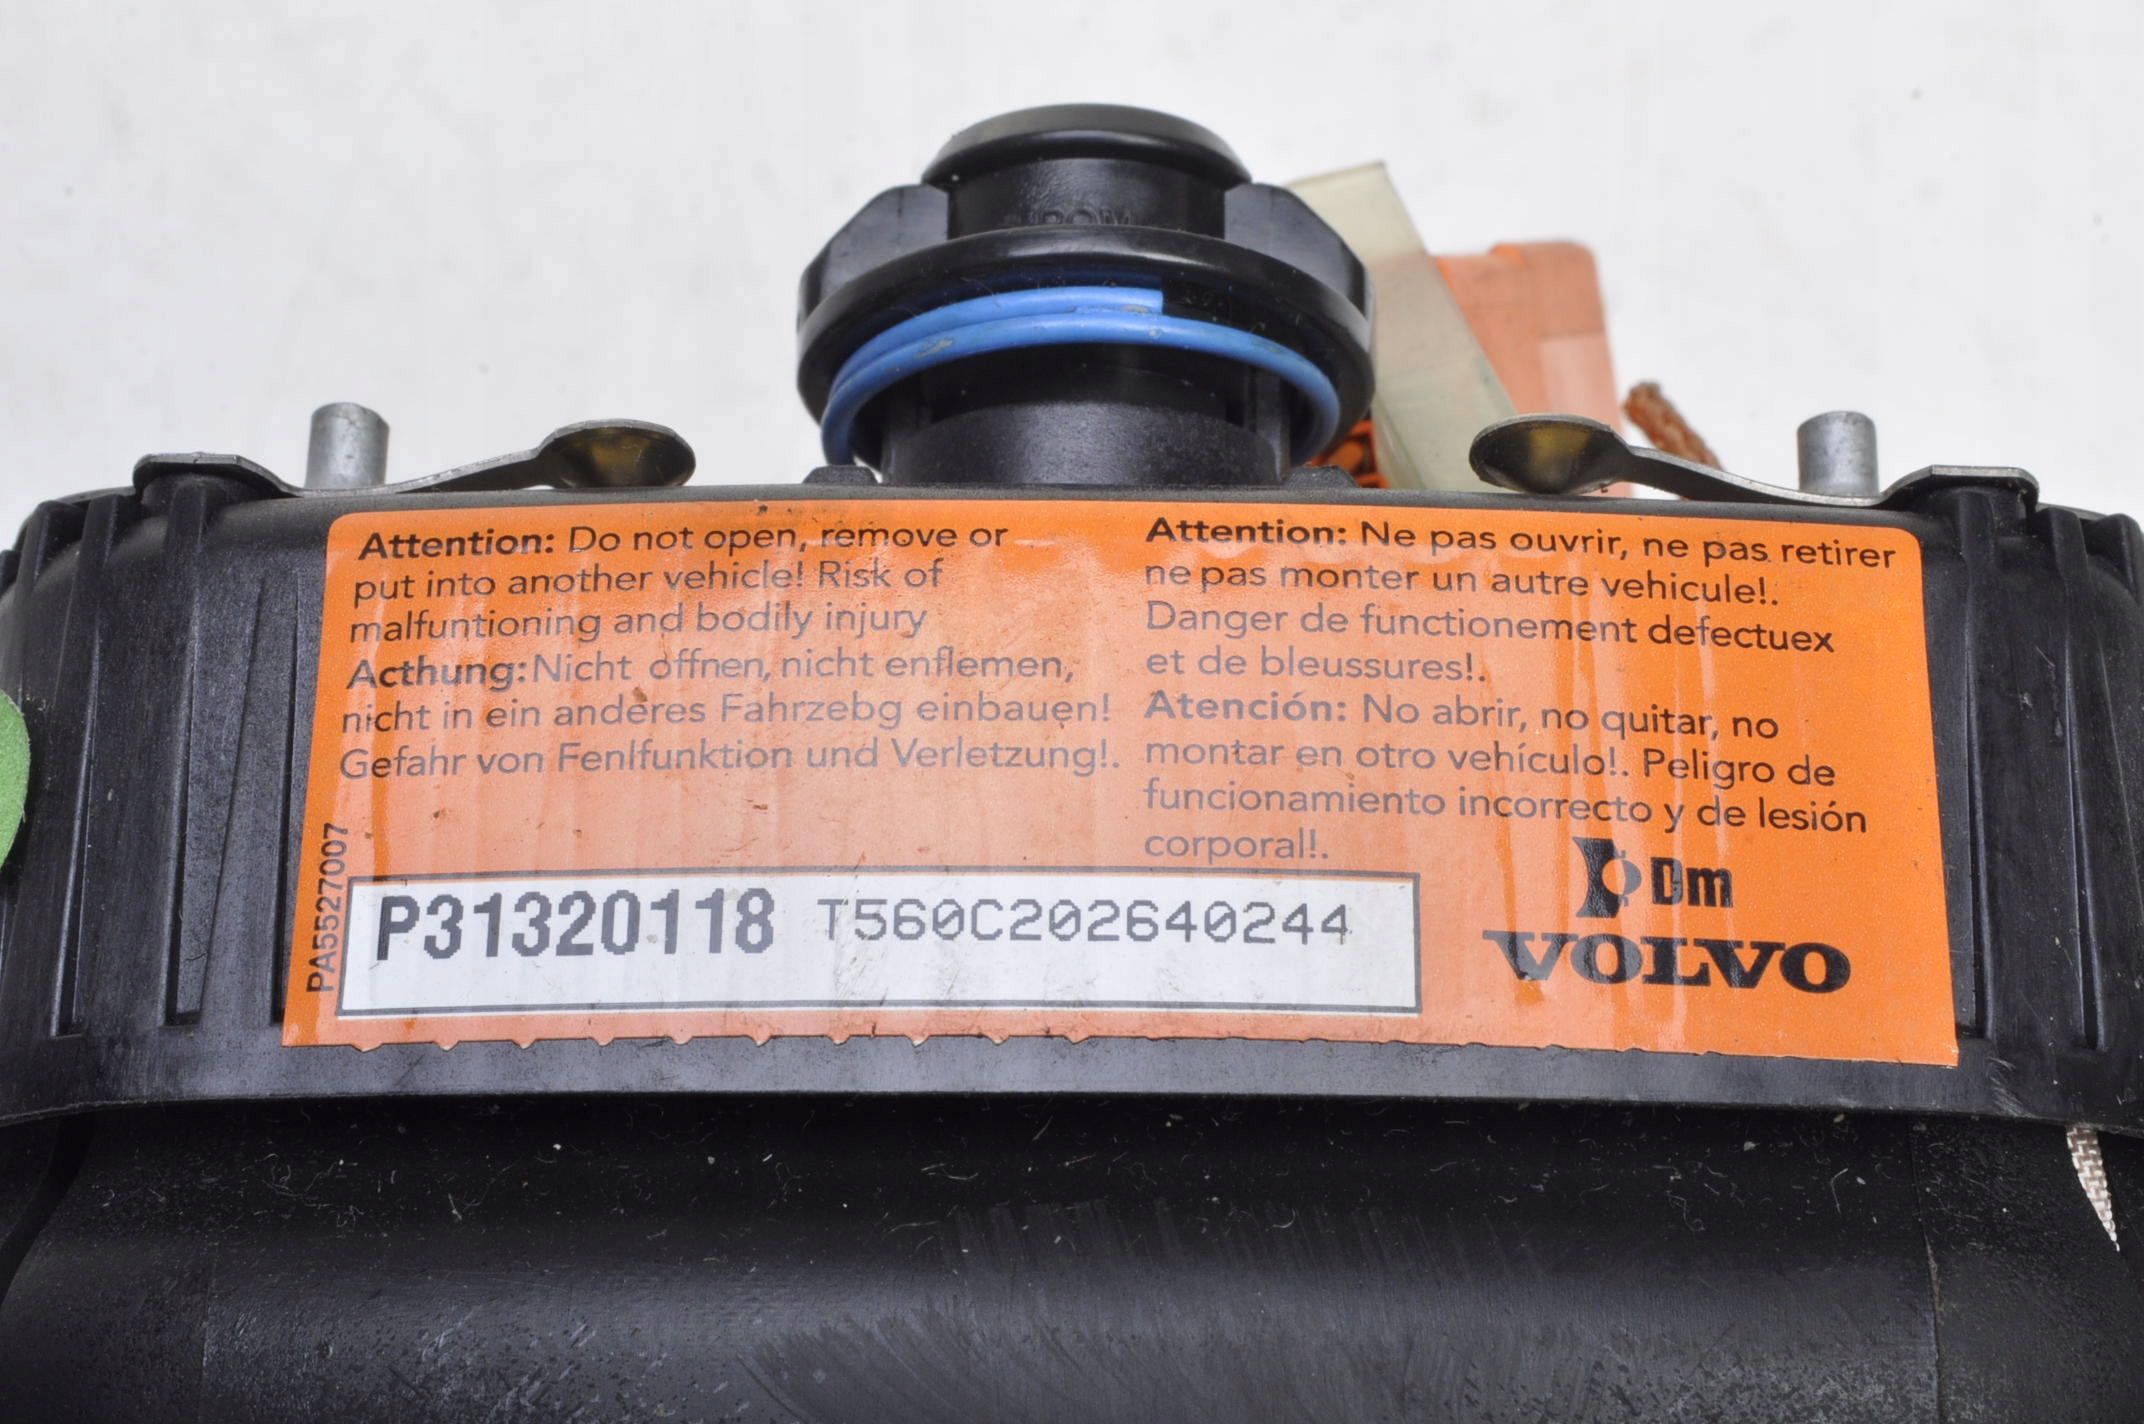 Attention: Do not open, remove or
put into another vehicle! Risk of
malfuntioning and bodily injury
Acthung: Nicht offnen, nicht enflemen,
nicht in ein anderes Fahrzebg einbauen!
Gefahr von Fenlfunktion und Verletzung!.
Attention: Ne pas ouvrir, ne pas retirer
ne pas monter un autre vehicule!.
Danger de functionement defectuex
et de bleussures!.
Atención: No abrir, no quitar, no
montar en otro vehículo!. Peligro de
funcionamiento incorrecto y de lesión
corporal!.
PA5527007
P31320118 T560C202640244
Dm
VOLVO